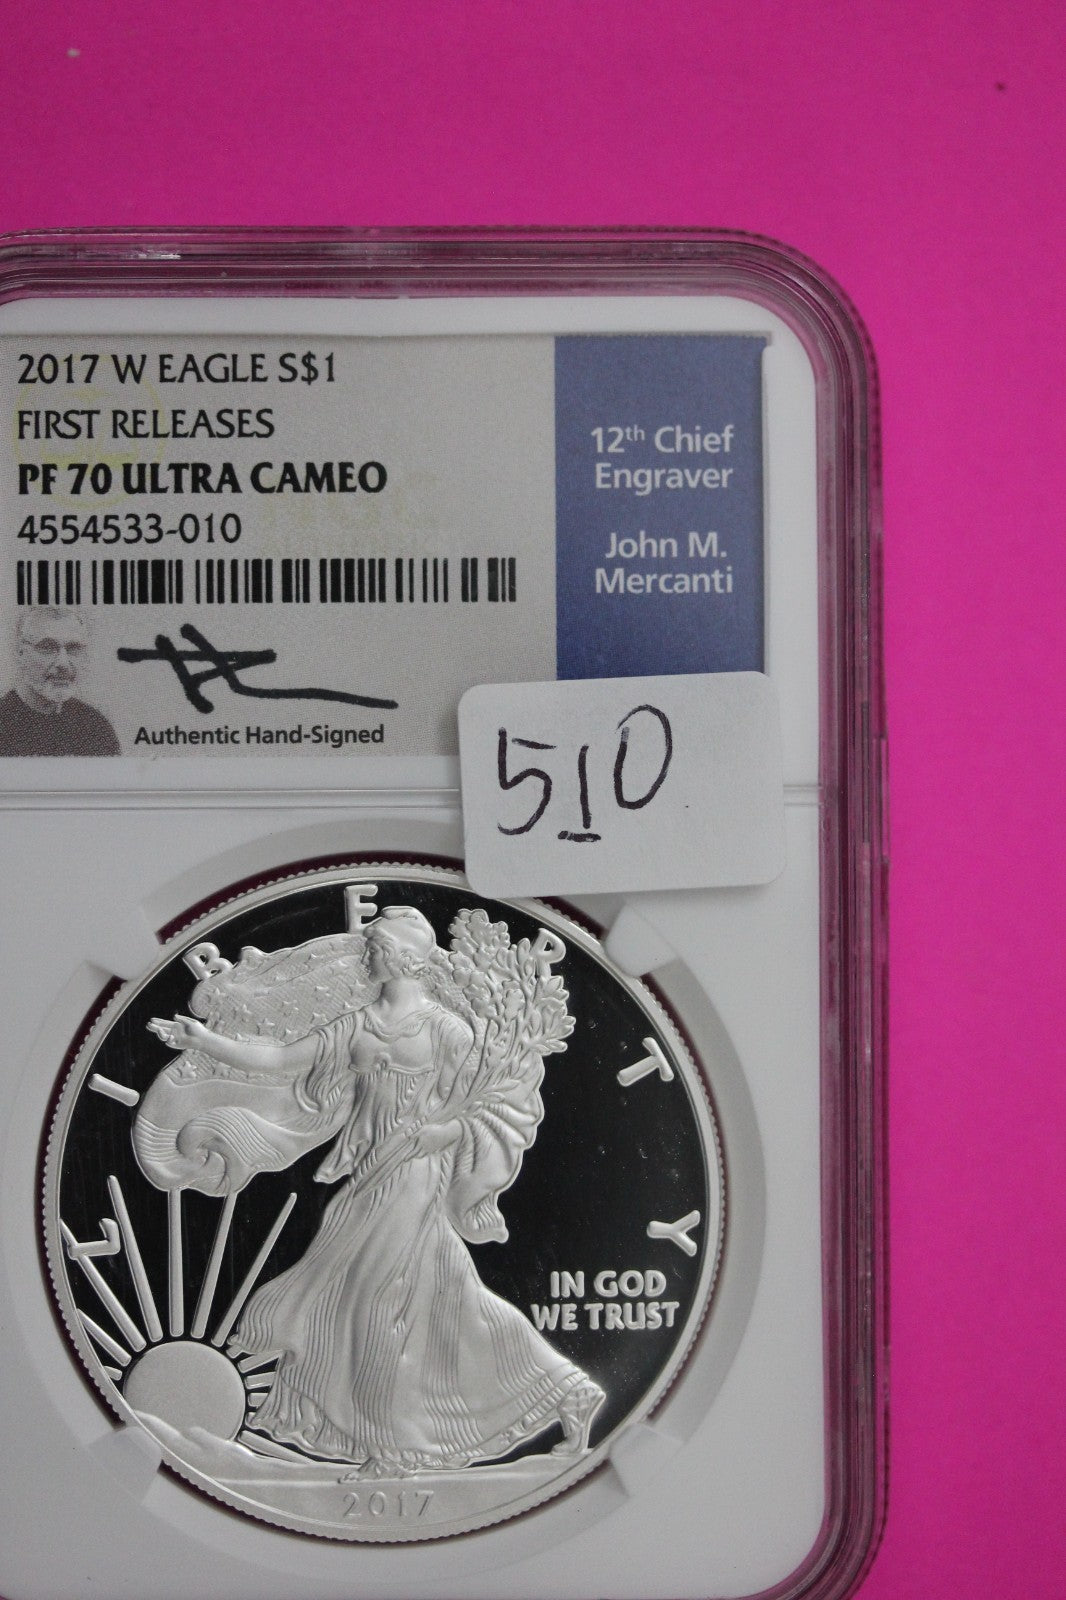 2017 W EAGLE S$1
FIRST RELEASES
PF 70 ULTRA CAMEO
4554533-010
12th Chief
Engraver
John M.
Mercanti
Authentic Hand-Signed
510
LIBERTY
IN GOD
WE TRUST
2017